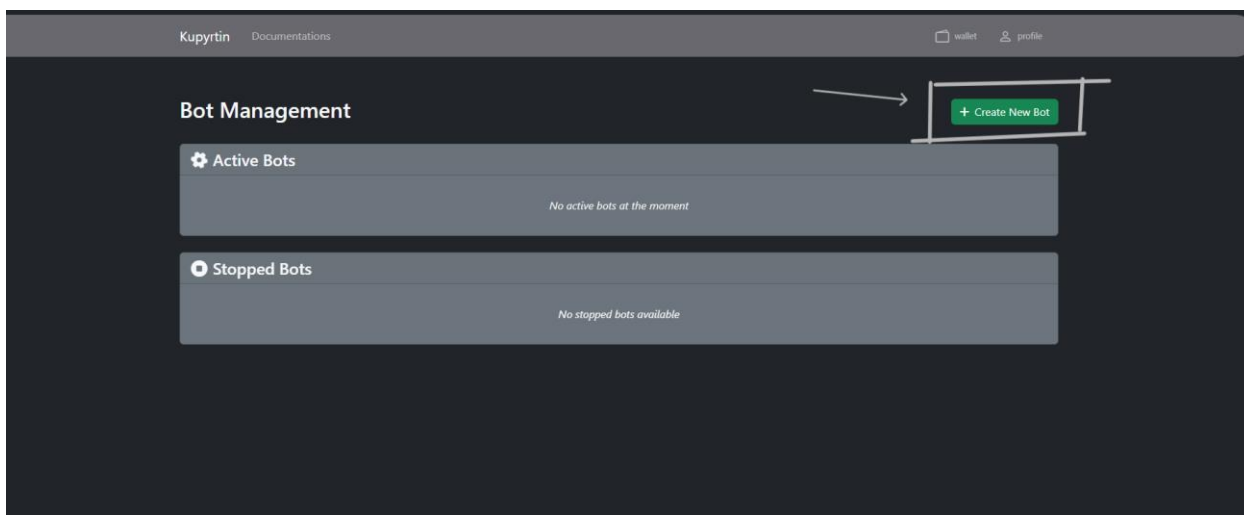 Kupyrtin Documentations wallet profile
Bot Management + Create New Bot
Active Bots
No active bots at the moment
Stopped Bots
No stopped bots available